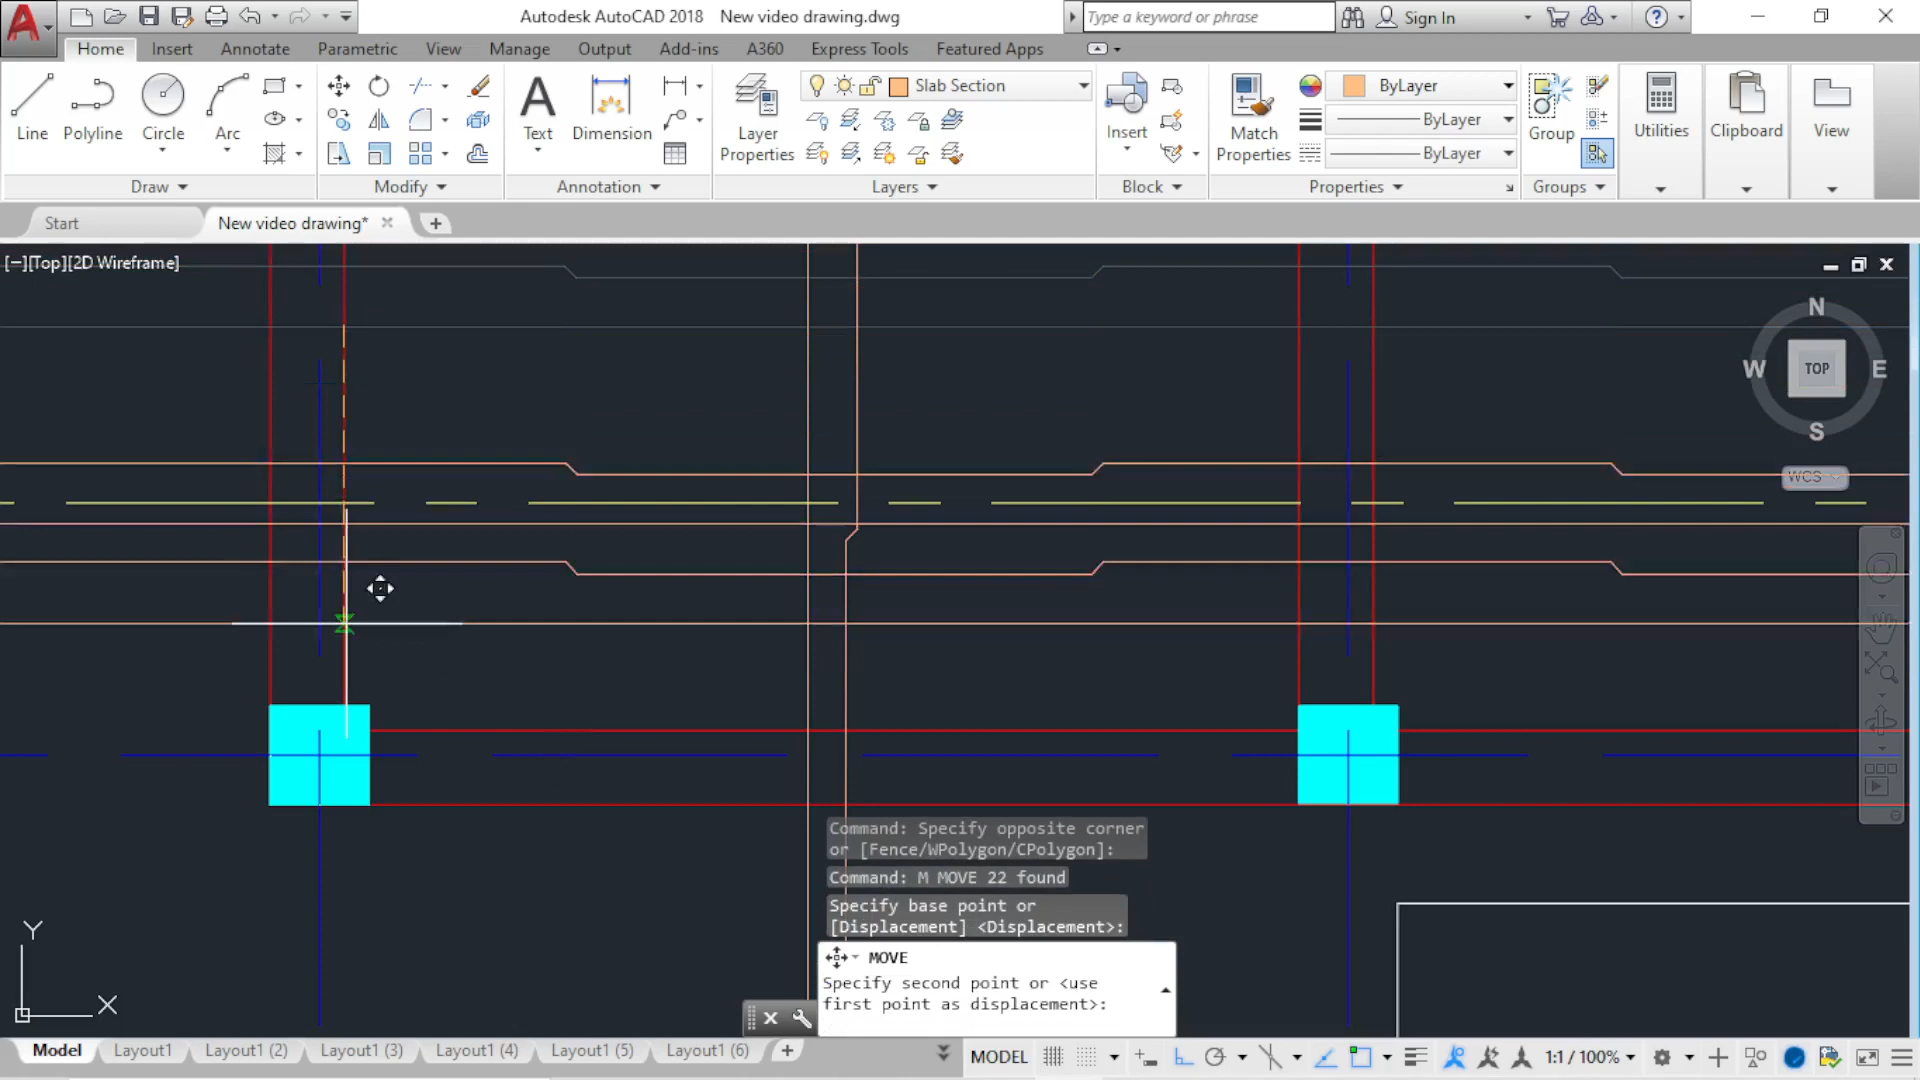 Autodesk AutoCAD 2018 New video drawing.dwg
Type a keyword or phrase
Sign In
Home Insert Annotate Parametric View Manage Output Add-ins A360 Express Tools Featured Apps
Slab Section
ByLayer
Line Polyline Circle Arc
Text Dimension
Layer Properties
Insert
Match Properties
ByLayer
ByLayer
Group
Utilities Clipboard View
Draw Modify Annotation Layers Block Properties Groups
Start New video drawing*
[−][Top][2D Wireframe]
N
W TOP E
S
WCS
Command: Specify opposite corner
or [Fence/WPolygon/CPolygon]:
Command: M MOVE 22 found
Specify base point or
[Displacement] <Displacement>:
MOVE
Specify second point or <use
first point as displacement>:
Y
X
Model Layout1 Layout1 (2) Layout1 (3) Layout1 (4) Layout1 (5) Layout1 (6)
MODEL 1:1 / 100%